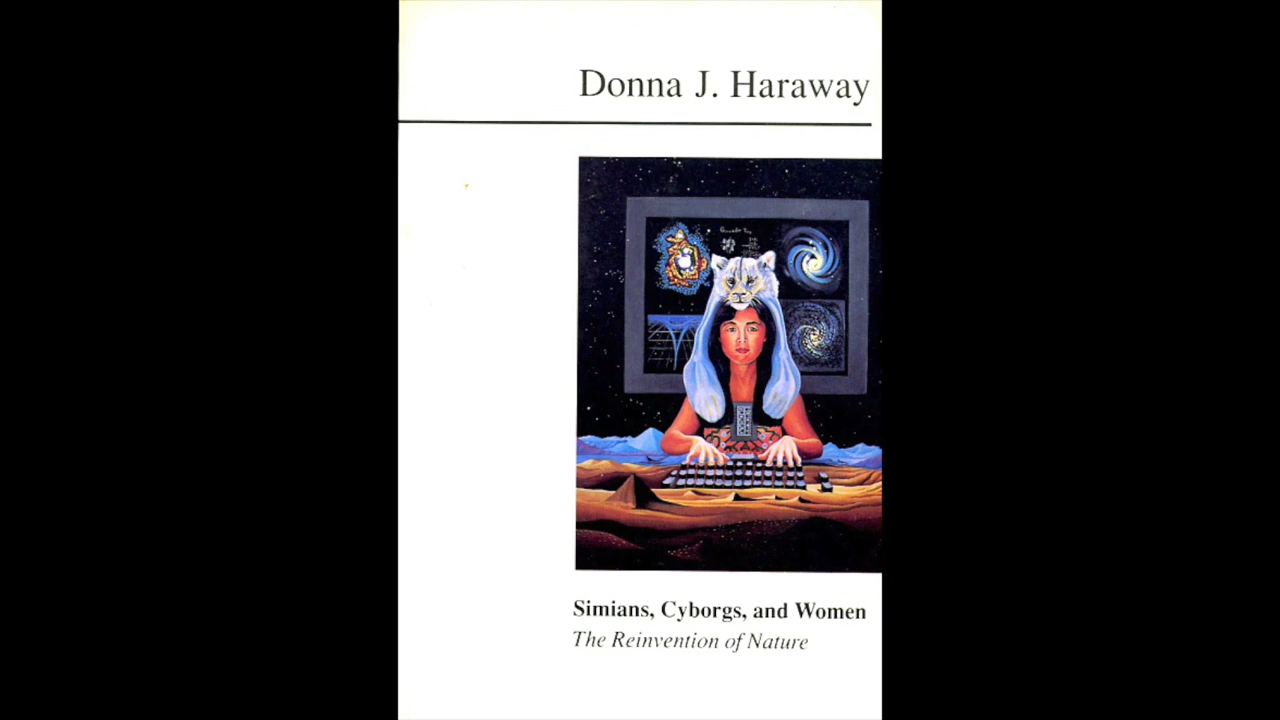 Donna J. Haraway
Simians, Cyborgs, and Women
The Reinvention of Nature